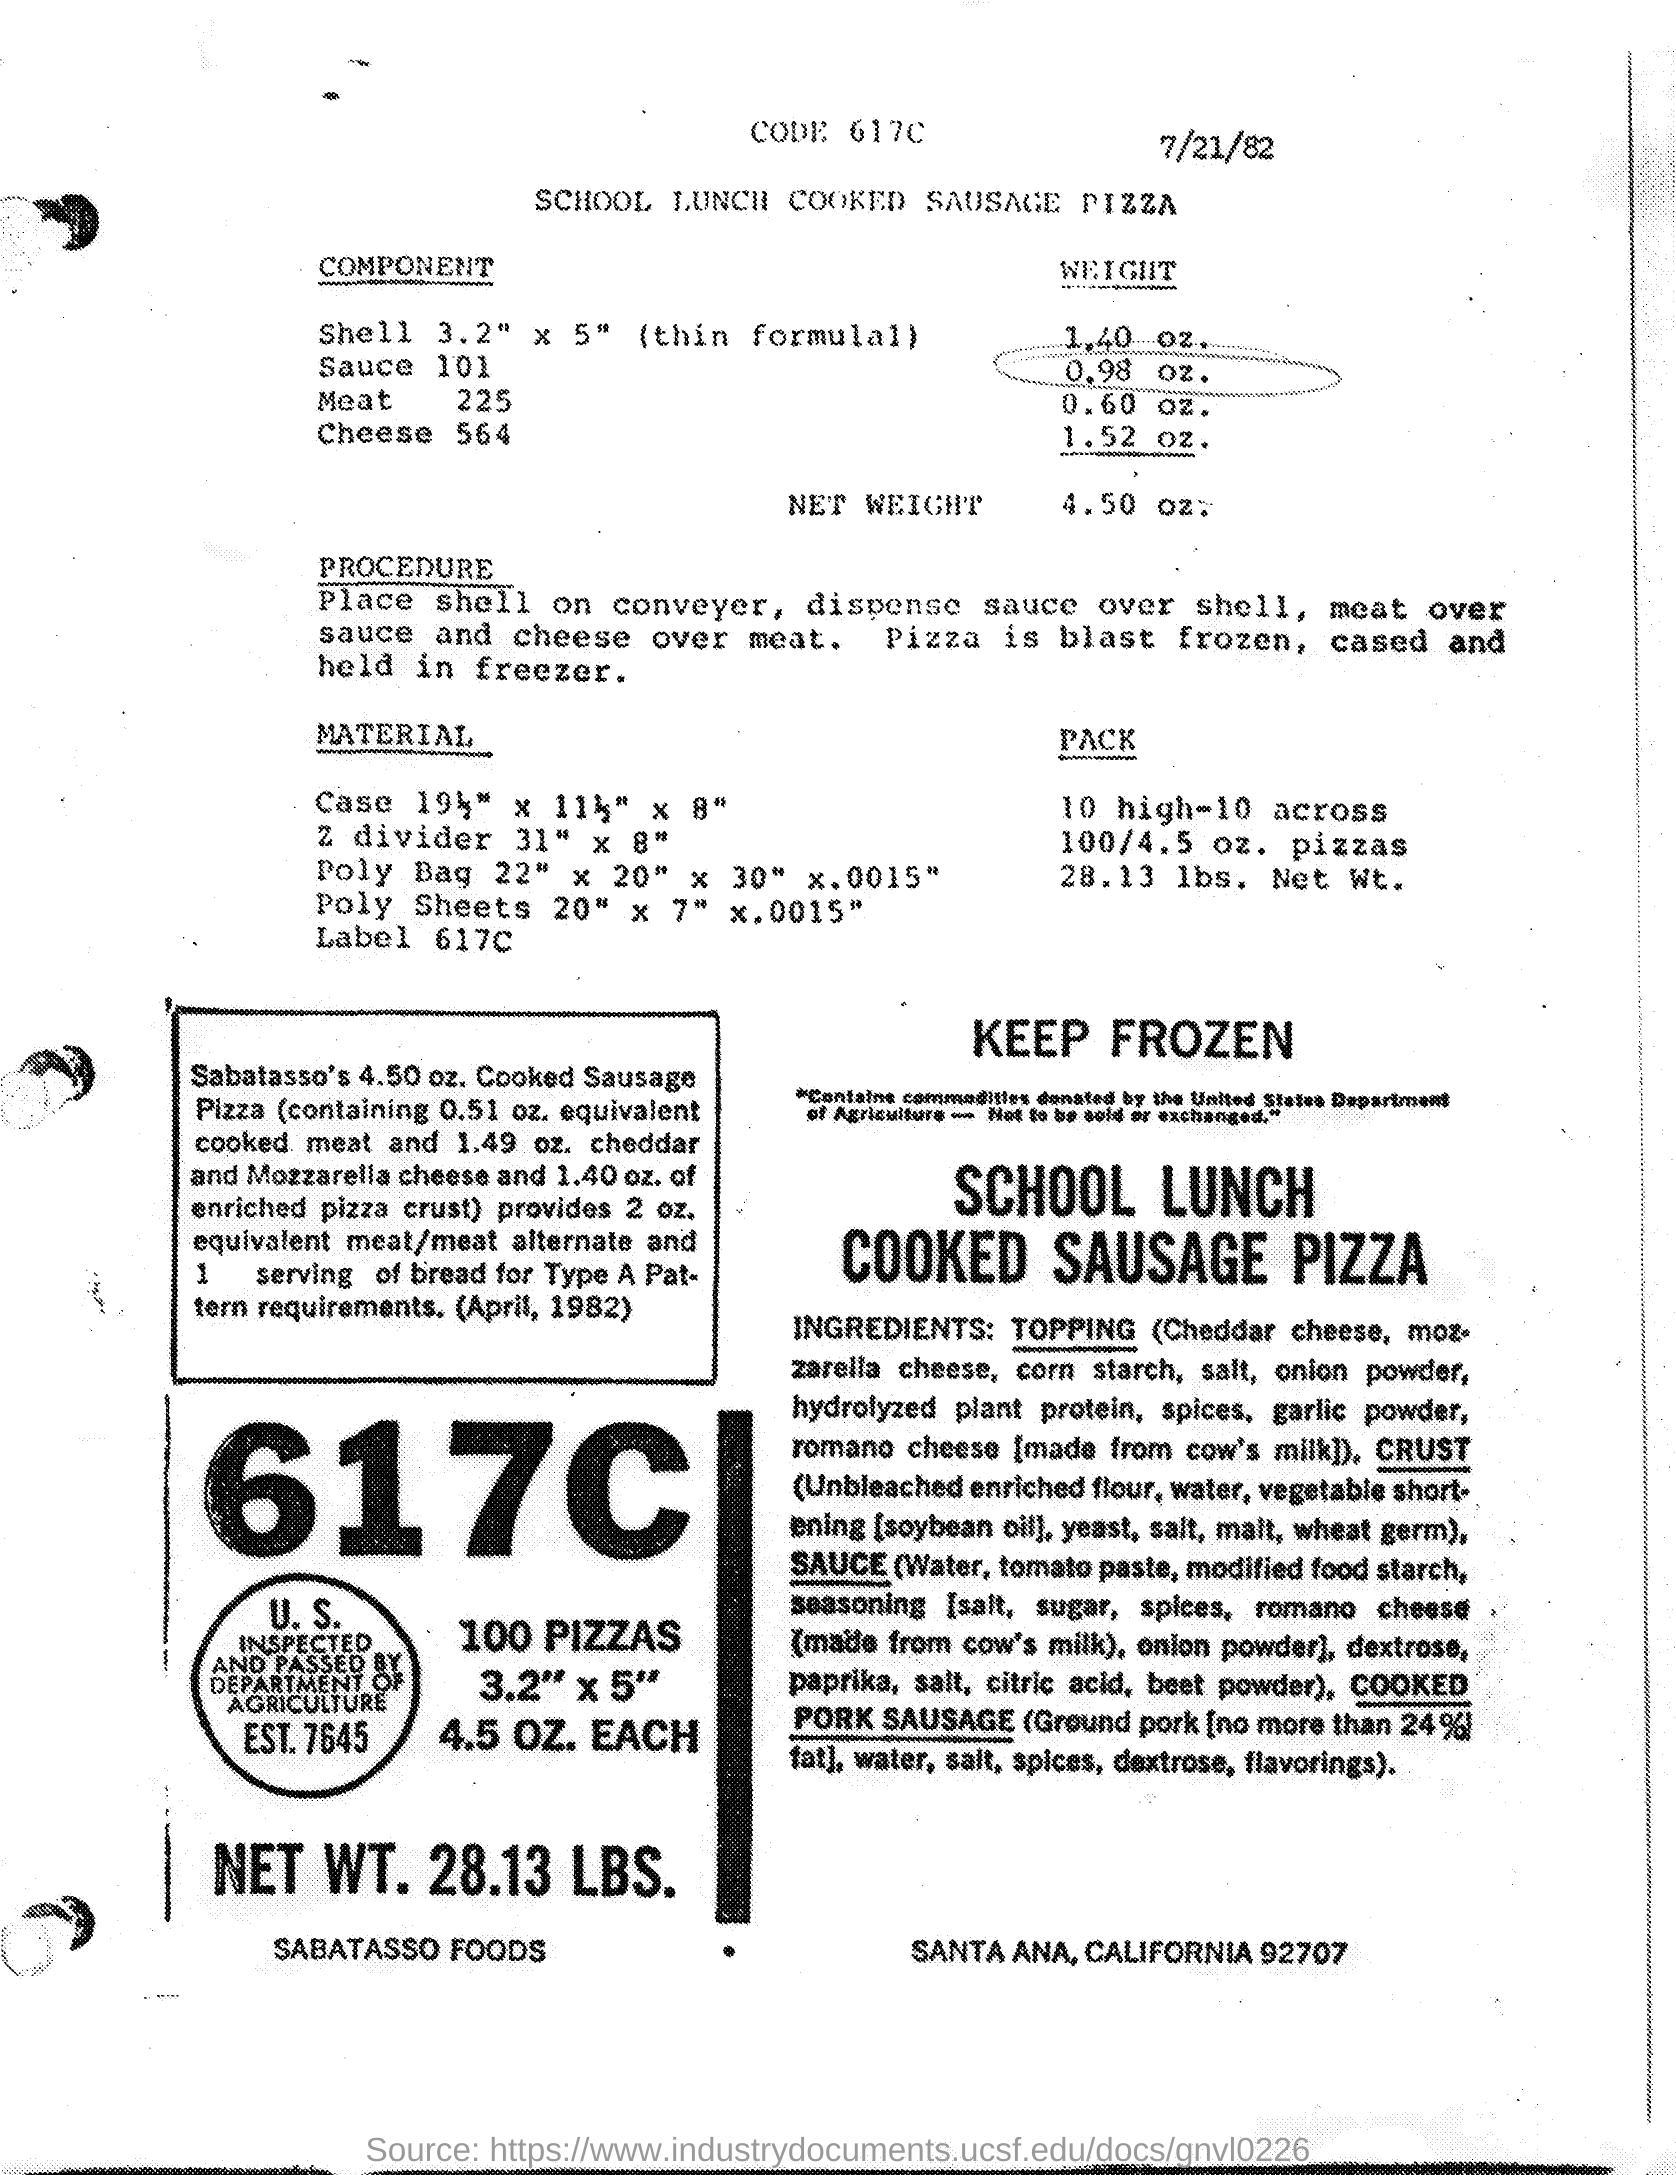 CODE 617C
7/21/82
SCHOOL LUNCH COOKED SAUSAGE PIZZA
COMPONENT WEIGHT
Shell 3.2" x 5" (thin formulal) 1.40 oz.
Sauce 101 0.98 oz.
Meat 225 0.60 oz.
Cheese 564 1.52 oz.
NET WEIGHT 4.50 oz.
PROCEDURE
Place shell on conveyer, dispense sauce over shell, meat over
sauce and cheese over meat. Pizza is blast frozen, cased and
held in freezer.
MATERIAL PACK
Case 19½" x 11½" x 8" 10 high-10 across
Z divider 31" x 8" 100/4.5 oz. pizzas
Poly Bag 22" x 20" x 30" x.0015" 28.13 lbs. Net Wt.
Poly Sheets 20" x 7" x.0015"
Label 617C
Sabatasso's 4.50 oz. Cooked Sausage
Pizza (containing 0.51 oz. equivalent
cooked meat and 1.49 oz. cheddar
and Mozzarella cheese and 1.40 oz. of
enriched pizza crust) provides 2 oz.
equivalent meat/meat alternate and
1 serving of bread for Type A Pat-
tern requirements. (April, 1982)
617C
U. S.
INSPECTED
AND PASSED BY
DEPARTMENT OF
AGRICULTURE
EST. 7645
100 PIZZAS
3.2" x 5"
4.5 OZ. EACH
NET WT. 28.13 LBS.
KEEP FROZEN
"Contains commodities donated by the United States Department
of Agriculture — Not to be sold or exchanged."
SCHOOL LUNCH
COOKED SAUSAGE PIZZA
INGREDIENTS: TOPPING (Cheddar cheese, moz-
zarella cheese, corn starch, salt, onion powder,
hydrolyzed plant protein, spices, garlic powder,
romano cheese [made from cow's milk]), CRUST
(Unbleached enriched flour, water, vegetable short-
ening [soybean oil], yeast, salt, malt, wheat germ),
SAUCE (Water, tomato paste, modified food starch,
seasoning [salt, sugar, spices, romano cheese
(made from cow's milk), onion powder], dextrose,
paprika, salt, citric acid, beet powder), COOKED
PORK SAUSAGE (Ground pork [no more than 24%
fat], water, salt, spices, dextrose, flavorings).
SABATASSO FOODS • SANTA ANA, CALIFORNIA 92707
Source: https://www.industrydocuments.ucsf.edu/docs/gnvl0226